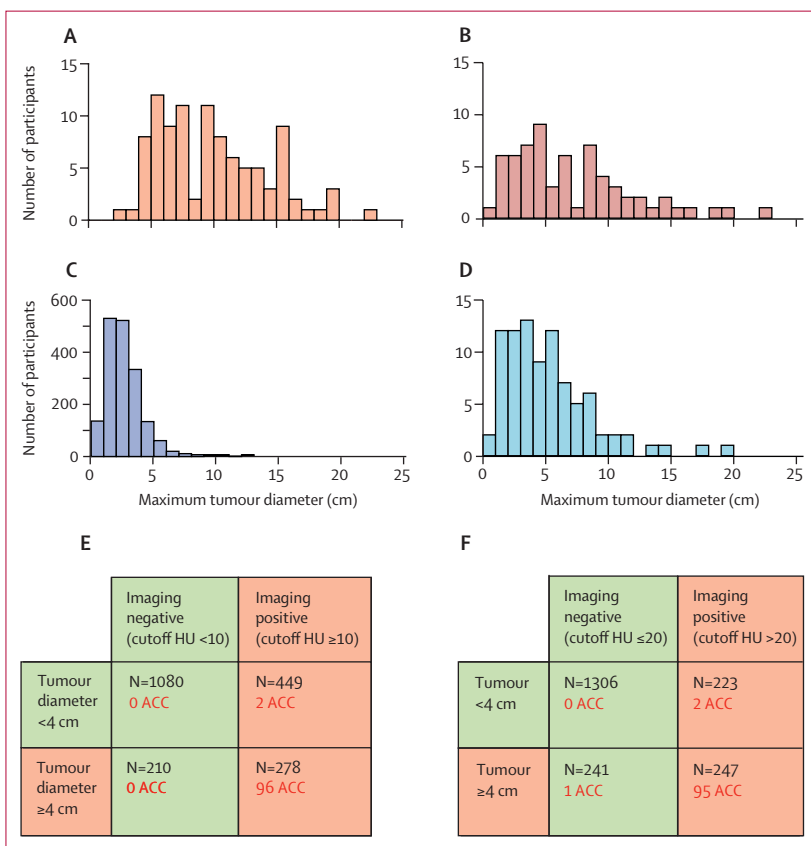 A
15
10
5
0
Number of participants
B
15
10
5
0
C
600
400
200
0
Number of participants
0
5
10
15
20
25
Maximum tumour diameter (cm)
D
15
10
5
0
0
5
10
15
20
25
Maximum tumour diameter (cm)
E
Imaging
negative
(cutoff HU <10)
Imaging
positive
(cutoff HU ≥10)
Tumour
diameter
<4 cm
N=1080
0 ACC
N=449
2 ACC
Tumour
diameter
≥4 cm
N=210
0 ACC
N=278
96 ACC
F
Imaging
negative
(cutoff HU ≤20)
Imaging
positive
(cutoff HU >20)
Tumour
<4 cm
N=1306
0 ACC
N=223
2 ACC
Tumour
≥4 cm
N=241
1 ACC
N=247
95 ACC